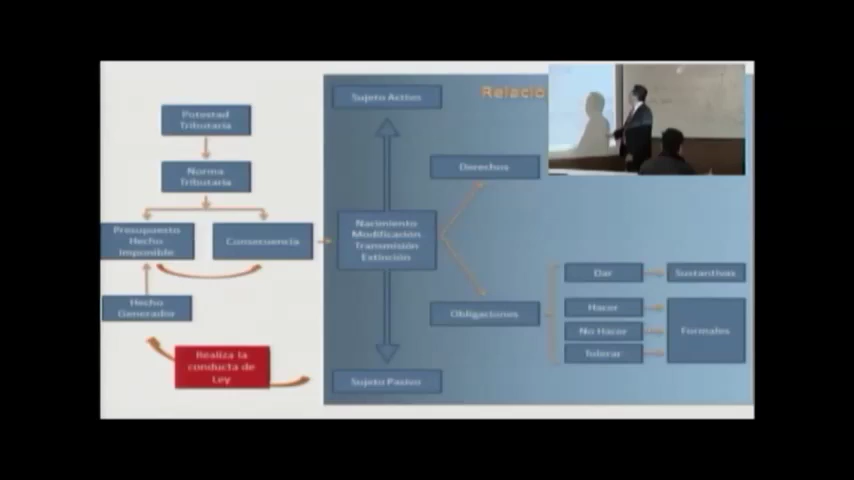 Relacio
Sujeto Activo
Potestad
Tributaria
Derechos
Norma
Tributaria
Presupuesto
Hecho
Imponible
Consecuencia
Nacimiento
Modificación
Transmisión
Extinción
Dar
Sustantivas
Hecho
Generador
Obligaciones
Hacer
No Hacer
Formales
Tolerar
Realiza la
conducta de
Ley
Sujeto Pasivo